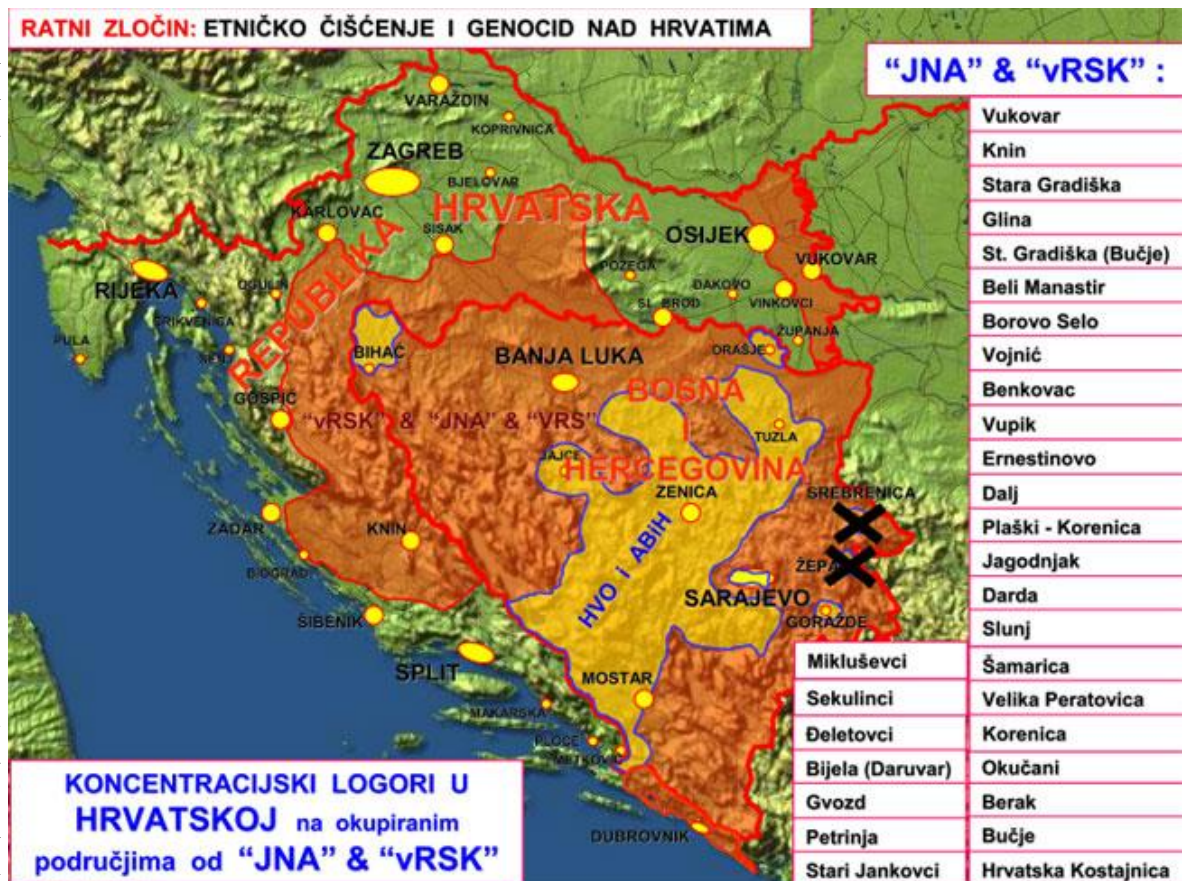 RATNI ZLOČIN: ETNIČKO ČIŠĆENJE I GENOCID NAD HRVATIMA
"JNA" & "vRSK" :
Vukovar
Knin
Stara Gradiška
Glina
St. Gradiška (Bučje)
Beli Manastir
Borovo Selo
Vojnić
Benkovac
Vupik
Ernestinovo
Dalj
Plaški - Korenica
Jagodnjak
Darda
Slunj
Šamarica
Velika Peratovica
Korenica
Okučani
Berak
Bučje
Hrvatska Kostajnica
Mikluševci
Sekulinci
Đeletovci
Bijela (Daruvar)
Gvozd
Petrinja
Stari Jankovci
VARAŽDIN
KOPRIVNICA
ZAGREB
BJELOVAR
REPUBLIKA
HRVATSKA
KARLOVAC
SISAK
OSIJEK
VUKOVAR
RIJEKA
OGULIN
POŽEGA
ĐAKOVO
VINKOVCI
CRIKVENICA
SL. BROD
ŽUPANJA
PULA
SENJ
BIHAĆ
BANJA LUKA
ORAŠJE
GOSPIĆ
"vRSK" & "JNA" & "VRS"
BOSNA
I
HERCEGOVINA
TUZLA
JAJCE
ZENICA
SREBRENICA
ZADAR
KNIN
HVO i ABIH
ŽEPA
BIOGRAD
SARAJEVO
GORAŽDE
ŠIBENIK
SPLIT
MOSTAR
MAKARSKA
PLOČE
METKOVIĆ
DUBROVNIK
KONCENTRACIJSKI LOGORI U
HRVATSKOJ na okupiranim
područjima od "JNA" & "vRSK"